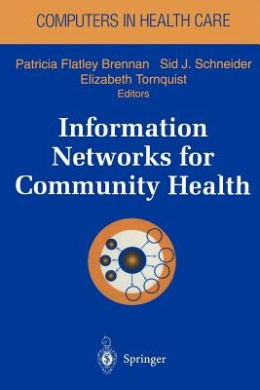 COMPUTERS IN HEALTH CARE
Patricia Flatley Brennan Sid J. Schneider
Elizabeth Tornquist
Editors
Information
Networks for
Community Health
Springer